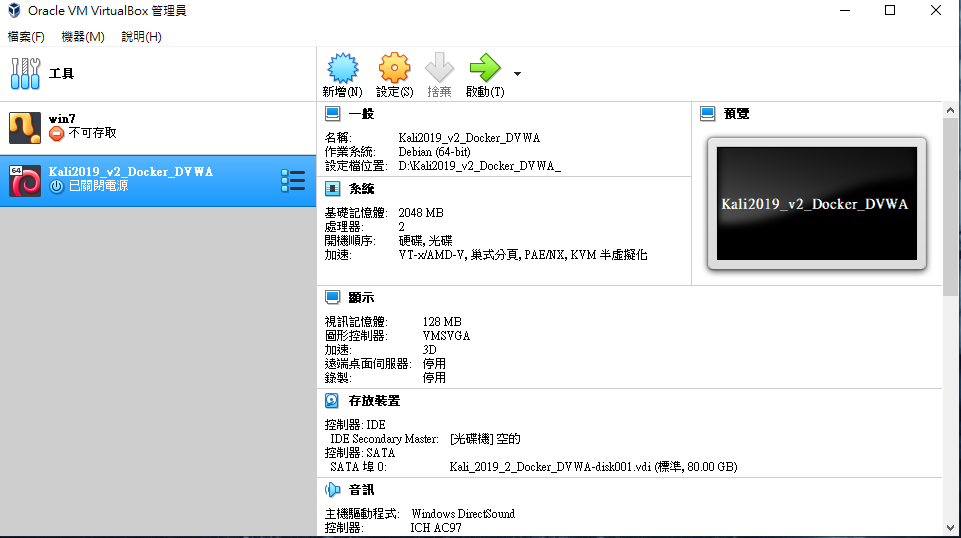 Oracle VM VirtualBox 管理員
檔案(F) 機器(M) 說明(H)
工具
新增(N) 設定(S) 捨棄 啟動(T)
win7
不可存取
64
Kali2019_v2_Docker_DVWA
已關閉電源
一般
名稱: Kali2019_v2_Docker_DVWA
作業系統: Debian (64-bit)
設定檔位置: D:\Kali2019_v2_Docker_DVWA_
系統
基礎記憶體: 2048 MB
處理器: 2
開機順序: 硬碟, 光碟
加速: VT-x/AMD-V, 巢式分頁, PAE/NX, KVM 半虛擬化
預覽
Kali2019_v2_Docker_DVWA
顯示
視訊記憶體: 128 MB
圖形控制器: VMSVGA
加速: 3D
遠端桌面伺服器: 停用
錄製: 停用
存放裝置
控制器: IDE
IDE Secondary Master: [光碟機] 空的
控制器: SATA
SATA 埠 0: Kali_2019_2_Docker_DVWA-disk001.vdi (標準, 80.00 GB)
音訊
主機驅動程式: Windows DirectSound
控制器: ICH AC97